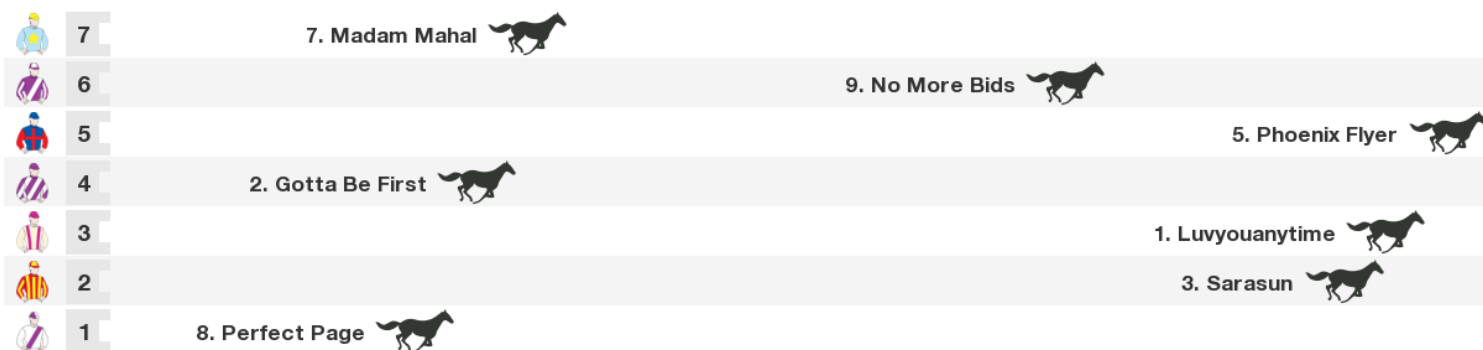 7 7. Madam Mahal
6 9. No More Bids
5 5. Phoenix Flyer
4 2. Gotta Be First
3 1. Luvyouanytime
2 3. Sarasun
1 8. Perfect Page